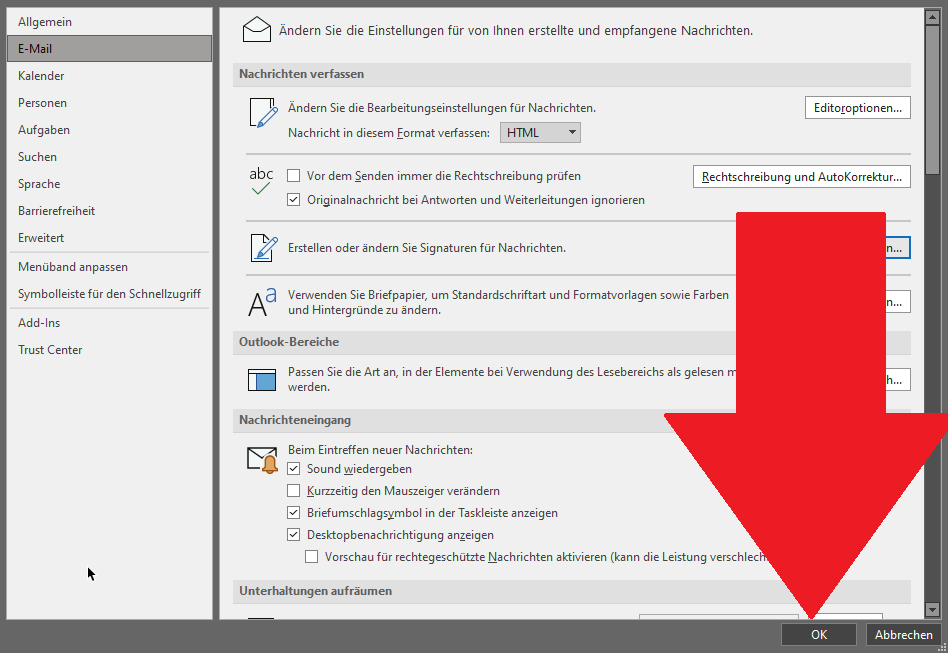 Allgemein
E-Mail
Kalender
Personen
Aufgaben
Suchen
Sprache
Barrierefreiheit
Erweitert
Menüband anpassen
Symbolleiste für den Schnellzugriff
Add-Ins
Trust Center
Ändern Sie die Einstellungen für von Ihnen erstellte und empfangene Nachrichten.
Nachrichten verfassen
Ändern Sie die Bearbeitungseinstellungen für Nachrichten.
Editoroptionen...
Nachricht in diesem Format verfassen: HTML
abc
Vor dem Senden immer die Rechtschreibung prüfen
Rechtschreibung und AutoKorrektur...
Originalnachricht bei Antworten und Weiterleitungen ignorieren
Erstellen oder ändern Sie Signaturen für Nachrichten.
n...
Verwenden Sie Briefpapier, um Standardschriftart und Formatvorlagen sowie Farben
und Hintergründe zu ändern.
n...
Outlook-Bereiche
Passen Sie die Art an, in der Elemente bei Verwendung des Lesebereichs als gelesen m
werden.
h...
Nachrichteneingang
Beim Eintreffen neuer Nachrichten:
Sound wiedergeben
Kurzzeitig den Mauszeiger verändern
Briefumschlagsymbol in der Taskleiste anzeigen
Desktopbenachrichtigung anzeigen
Vorschau für rechtegeschützte Nachrichten aktivieren (kann die Leistung verschlech
Unterhaltungen aufräumen
OK
Abbrechen